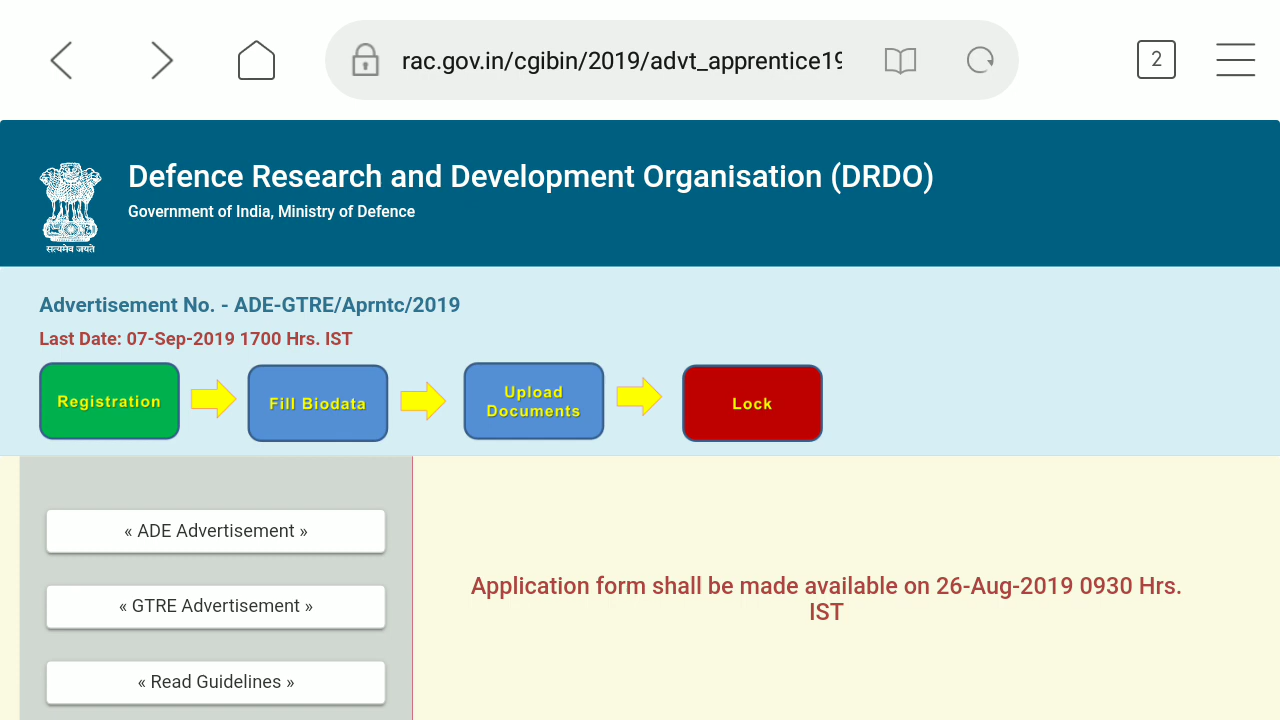 rac.gov.in/cgibin/2019/advt_apprentice19
2
Defence Research and Development Organisation (DRDO)
Government of India, Ministry of Defence
सत्यमेव जयते
Advertisement No. - ADE-GTRE/Aprntc/2019
Last Date: 07-Sep-2019 1700 Hrs. IST
Registration
Fill Biodata
Upload
Documents
Lock
« ADE Advertisement »
« GTRE Advertisement »
« Read Guidelines »
Application form shall be made available on 26-Aug-2019 0930 Hrs.
IST